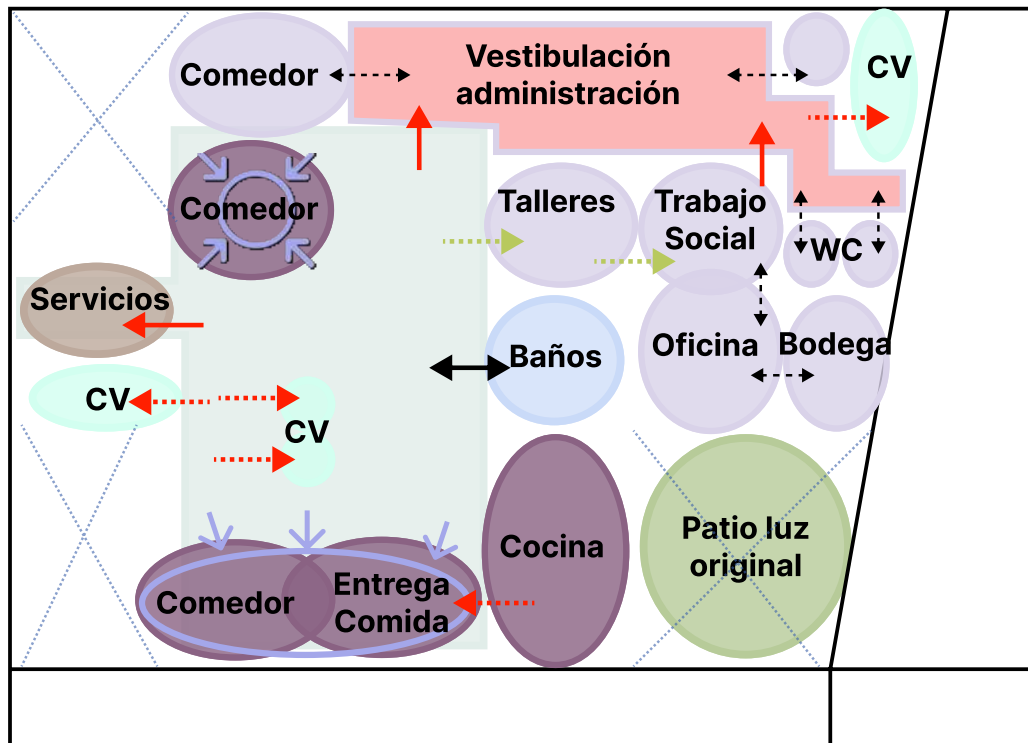 Comedor
Vestibulación
administración
CV
Comedor
Talleres
Trabajo
Social
WC
Servicios
Baños
Oficina
Bodega
CV
CV
Cocina
Patio luz
original
Comedor
Entrega
Comida